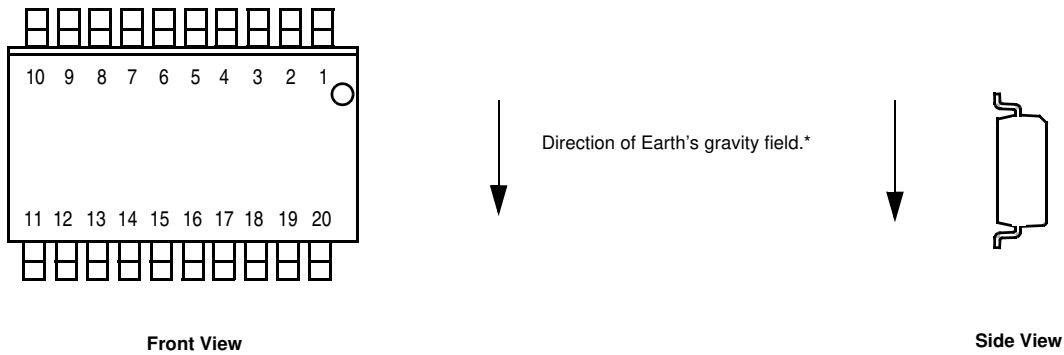 10 9 8 7 6 5 4 3 2 1
Direction of Earth's gravity field.*
11 12 13 14 15 16 17 18 19 20
Front View
Side View